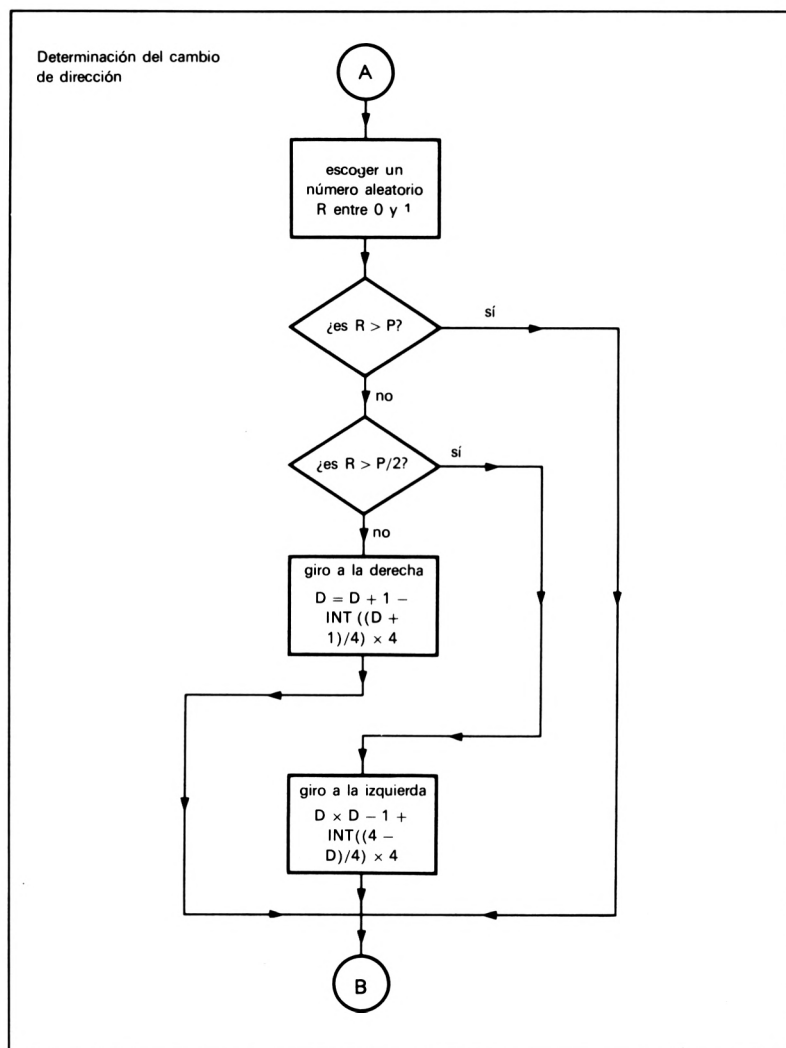 Determinación del cambio
de dirección
A
escoger un
número aleatorio
R entre 0 y 1
¿es R > P?
sí
no
¿es R > P/2?
sí
no
giro a la derecha
D = D + 1 –
INT ((D +
1)/4) × 4
giro a la izquierda
D × D – 1 +
INT((4 –
D)/4) × 4
B